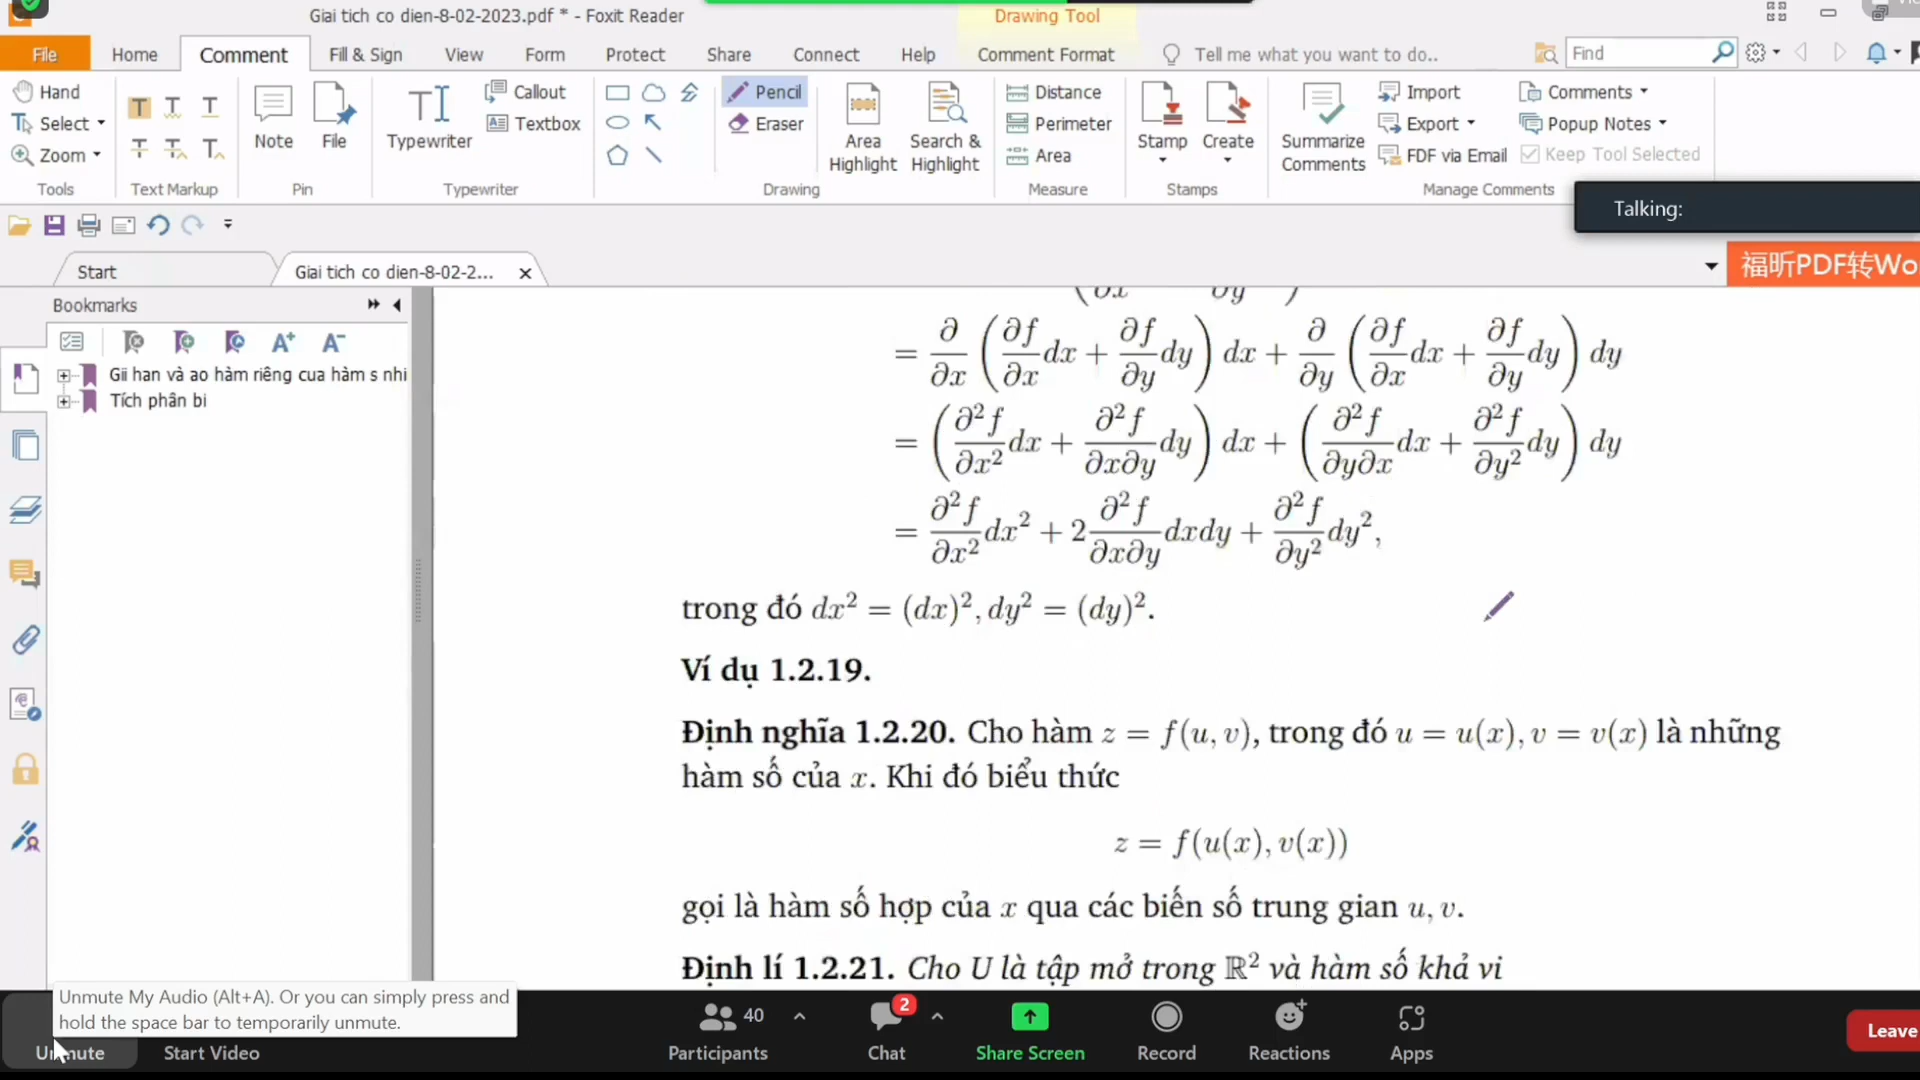 Giai tich co dien-8-02-2023.pdf * - Foxit Reader
Drawing Tool
File Home Comment Fill & Sign View Form Protect Share Connect Help Comment Format Tell me what you want to do.. Find
Hand
Select
Zoom
Tools
Text Markup
Note
File
Pin
Typewriter
Callout
Textbox
Typewriter
Pencil
Eraser
Area Highlight
Search & Highlight
Drawing
Distance
Perimeter
Area
Measure
Stamp
Create
Stamps
Summarize Comments
Import
Export
FDF via Email
Comments
Popup Notes
Keep Tool Selected
Manage Comments
Talking:
Start
Giai tich co dien-8-02-2...
福昕PDF转Wo
Bookmarks
Gii han và ao hàm riêng cua hàm s nhi
Tích phân bi
= ∂/∂x (∂f/∂x dx + ∂f/∂y dy) dx + ∂/∂y (∂f/∂x dx + ∂f/∂y dy) dy
= (∂²f/∂x² dx + ∂²f/∂x∂y dy) dx + (∂²f/∂y∂x dx + ∂²f/∂y² dy) dy
= ∂²f/∂x² dx² + 2 ∂²f/∂x∂y dxdy + ∂²f/∂y² dy²,
trong đó dx² = (dx)², dy² = (dy)².
Ví dụ 1.2.19.
Định nghĩa 1.2.20. Cho hàm z = f(u, v), trong đó u = u(x), v = v(x) là những
hàm số của x. Khi đó biểu thức
z = f(u(x), v(x))
gọi là hàm số hợp của x qua các biến số trung gian u, v.
Định lí 1.2.21. Cho U là tập mở trong ℝ² và hàm số khả vi
Unmute My Audio (Alt+A). Or you can simply press and
hold the space bar to temporarily unmute.
Unmute
Start Video
40
Participants
2
Chat
Share Screen
Record
Reactions
Apps
Leave